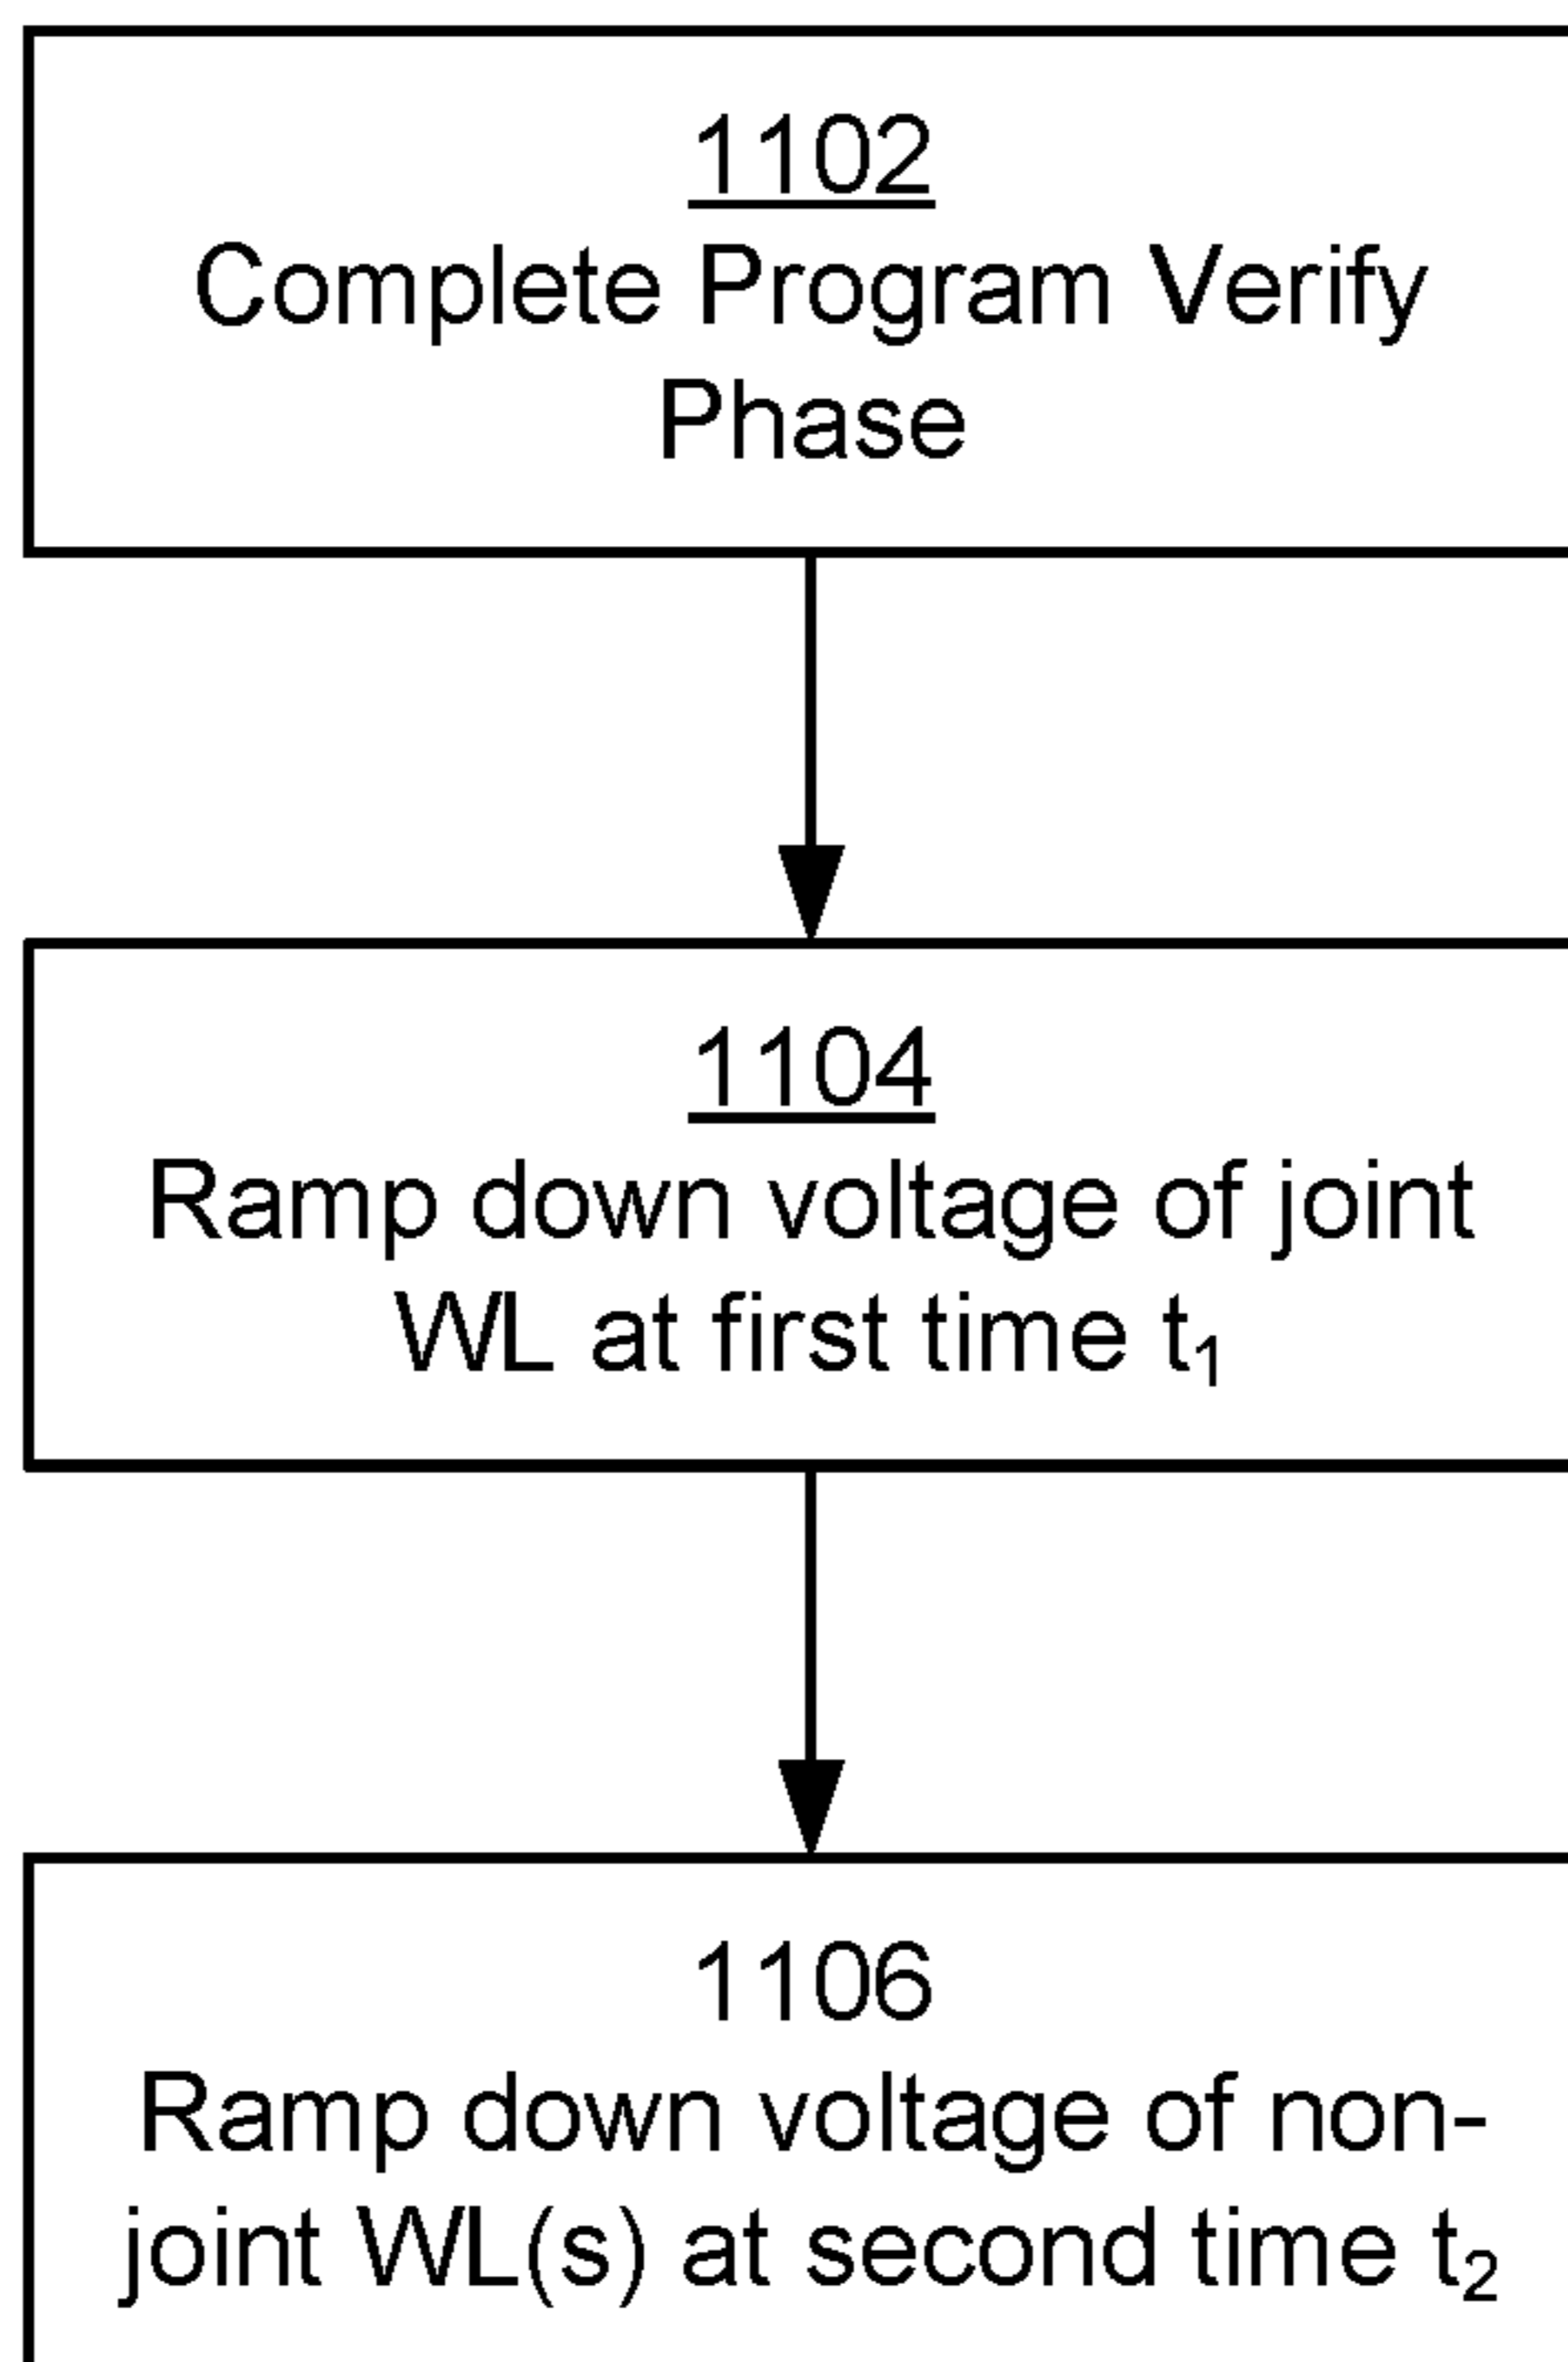 1102
Complete Program Verify
Phase
1104
Ramp down voltage of joint
WL at first time t₁
1106
Ramp down voltage of non-
joint WL(s) at second time t₂